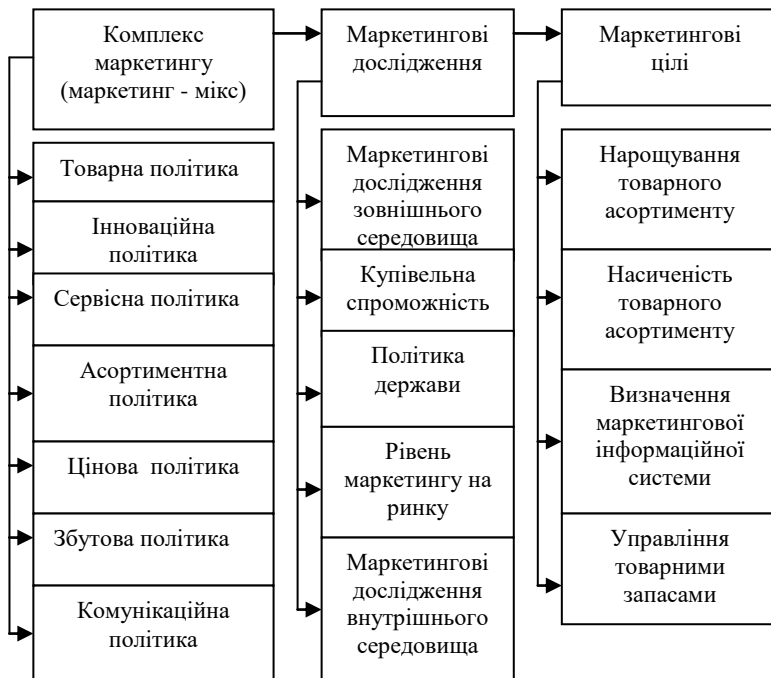 Комплекс
маркетингу
(маркетинг - мікс)
Товарна політика
Інноваційна
політика
Сервісна політика
Асортиментна
політика
Цінова політика
Збутова політика
Комунікаційна
політика
Маркетингові
дослідження
Маркетингові
дослідження
зовнішнього
середовища
Купівельна
спроможність
Політика
держави
Рівень
маркетингу на
ринку
Маркетингові
дослідження
внутрішнього
середовища
Маркетингові
цілі
Нарощування
товарного
асортименту
Насиченість
товарного
асортименту
Визначення
маркетингової
інформаційної
системи
Управління
товарними
запасами